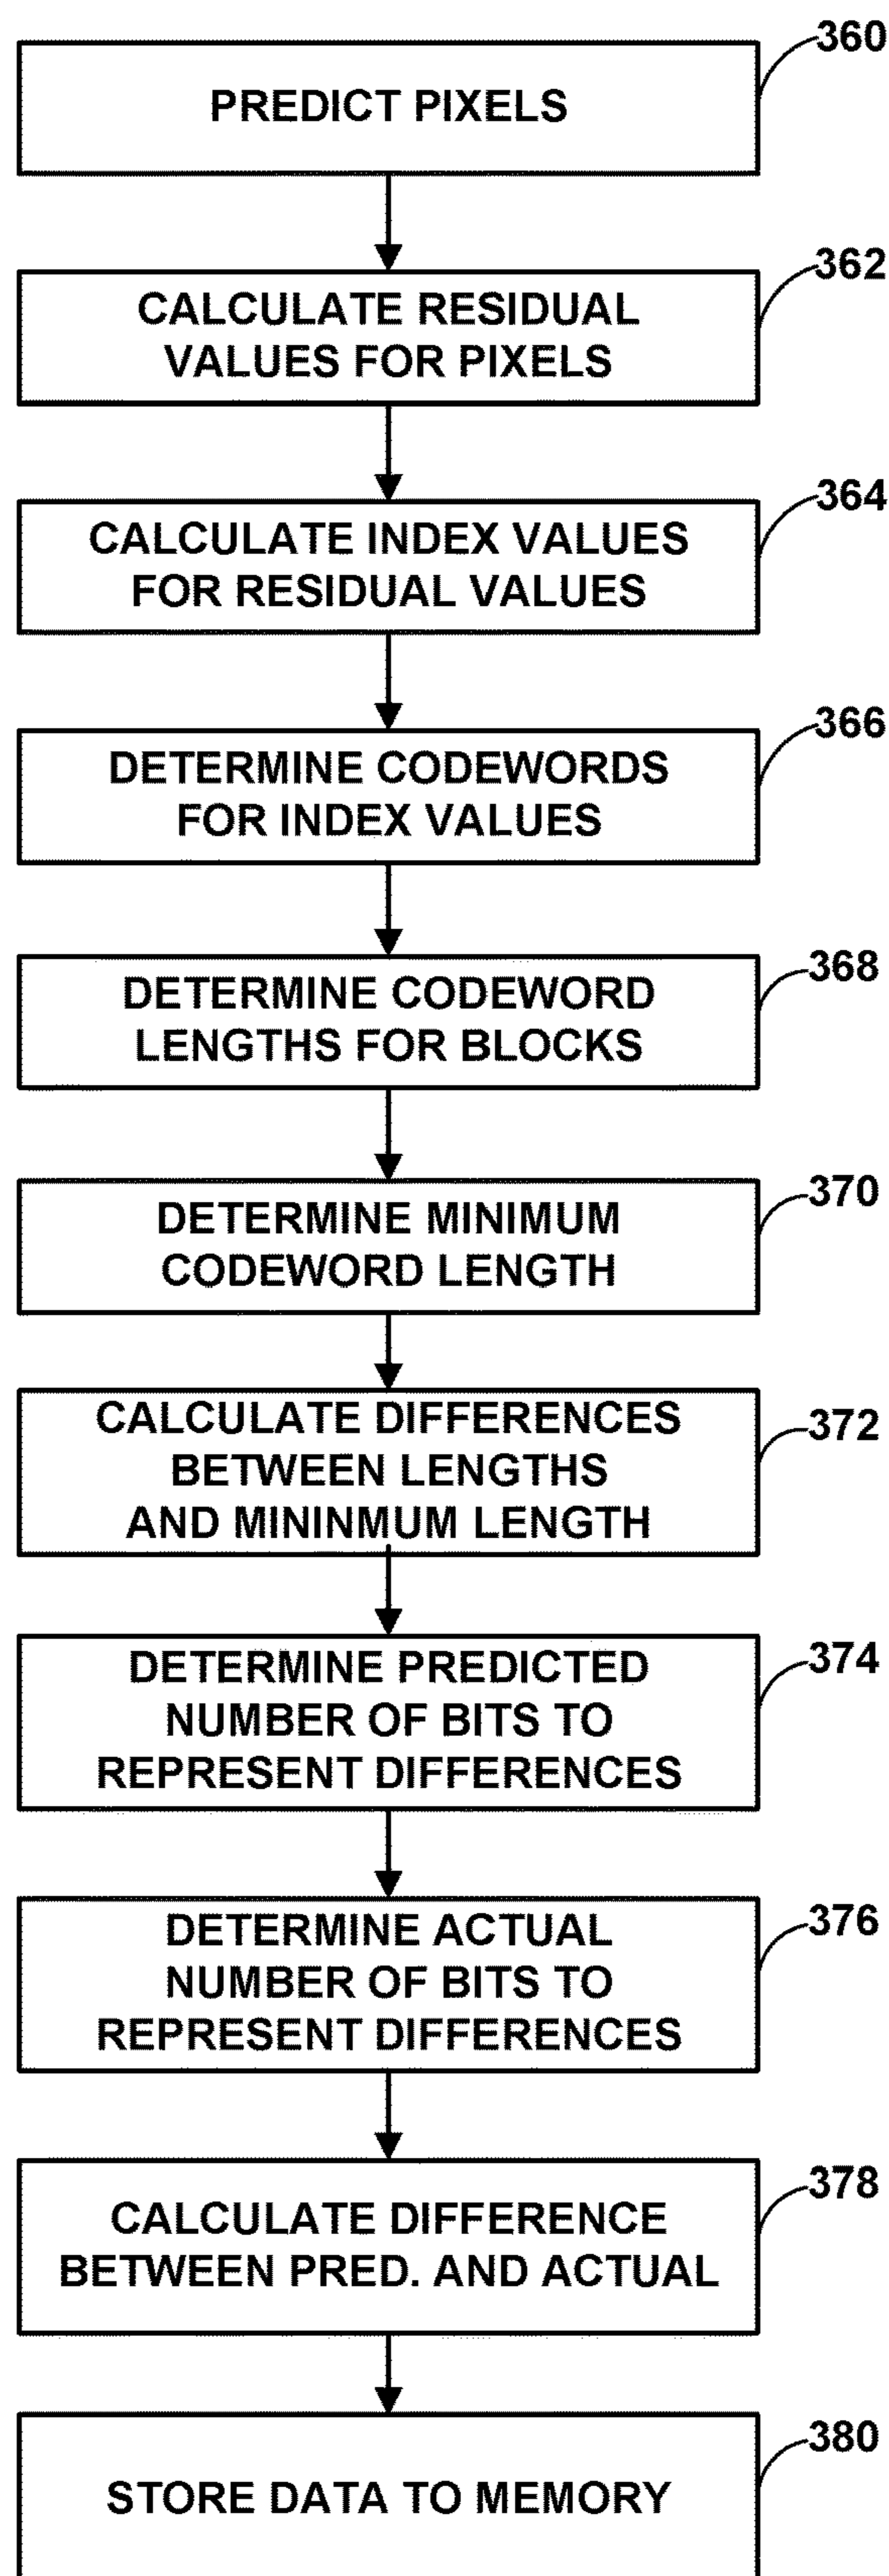 360
PREDICT PIXELS
362
CALCULATE RESIDUAL
VALUES FOR PIXELS
364
CALCULATE INDEX VALUES
FOR RESIDUAL VALUES
366
DETERMINE CODEWORDS
FOR INDEX VALUES
368
DETERMINE CODEWORD
LENGTHS FOR BLOCKS
370
DETERMINE MINIMUM
CODEWORD LENGTH
372
CALCULATE DIFFERENCES
BETWEEN LENGTHS
AND MININMUM LENGTH
374
DETERMINE PREDICTED
NUMBER OF BITS TO
REPRESENT DIFFERENCES
376
DETERMINE ACTUAL
NUMBER OF BITS TO
REPRESENT DIFFERENCES
378
CALCULATE DIFFERENCE
BETWEEN PRED. AND ACTUAL
380
STORE DATA TO MEMORY